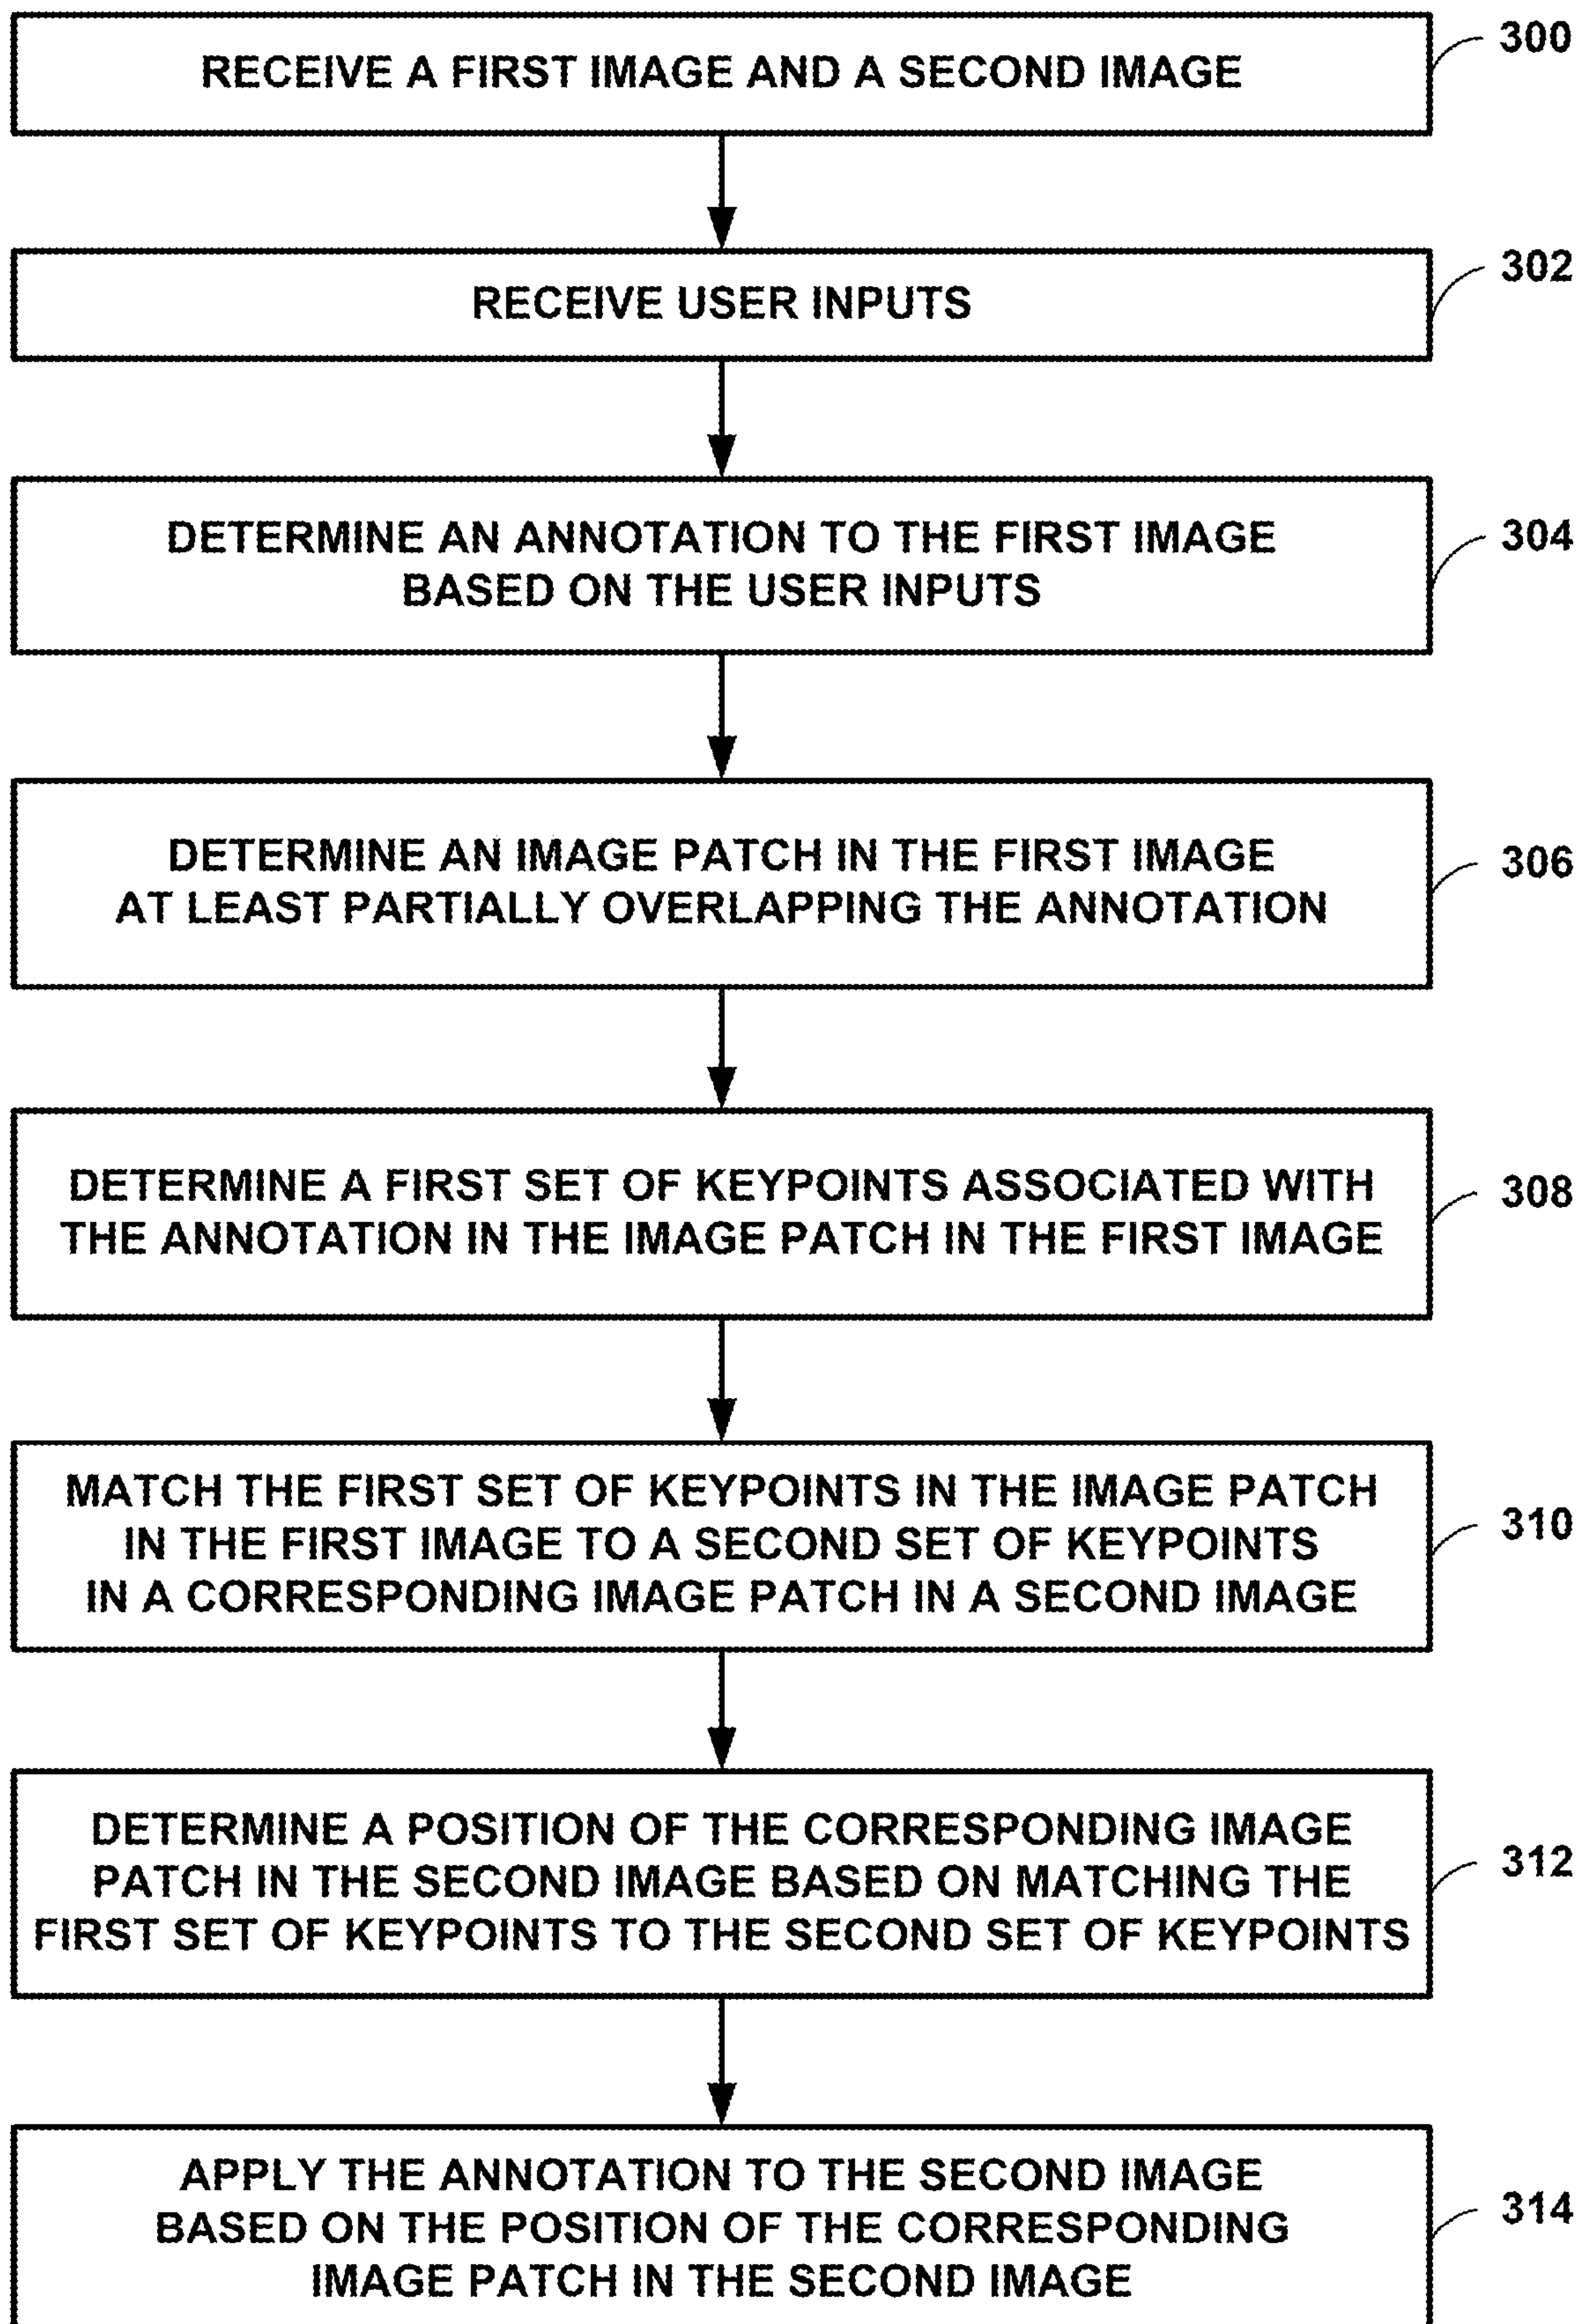 RECEIVE A FIRST IMAGE AND A SECOND IMAGE
300
RECEIVE USER INPUTS
302
DETERMINE AN ANNOTATION TO THE FIRST IMAGE
BASED ON THE USER INPUTS
304
DETERMINE AN IMAGE PATCH IN THE FIRST IMAGE
AT LEAST PARTIALLY OVERLAPPING THE ANNOTATION
306
DETERMINE A FIRST SET OF KEYPOINTS ASSOCIATED WITH
THE ANNOTATION IN THE IMAGE PATCH IN THE FIRST IMAGE
308
MATCH THE FIRST SET OF KEYPOINTS IN THE IMAGE PATCH
IN THE FIRST IMAGE TO A SECOND SET OF KEYPOINTS
IN A CORRESPONDING IMAGE PATCH IN A SECOND IMAGE
310
DETERMINE A POSITION OF THE CORRESPONDING IMAGE
PATCH IN THE SECOND IMAGE BASED ON MATCHING THE
FIRST SET OF KEYPOINTS TO THE SECOND SET OF KEYPOINTS
312
APPLY THE ANNOTATION TO THE SECOND IMAGE
BASED ON THE POSITION OF THE CORRESPONDING
IMAGE PATCH IN THE SECOND IMAGE
314